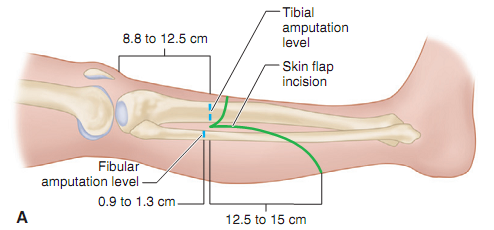 8.8 to 12.5 cm
Tibial
amputation
level
Skin flap
incision
Fibular
amputation level
0.9 to 1.3 cm
12.5 to 15 cm
A